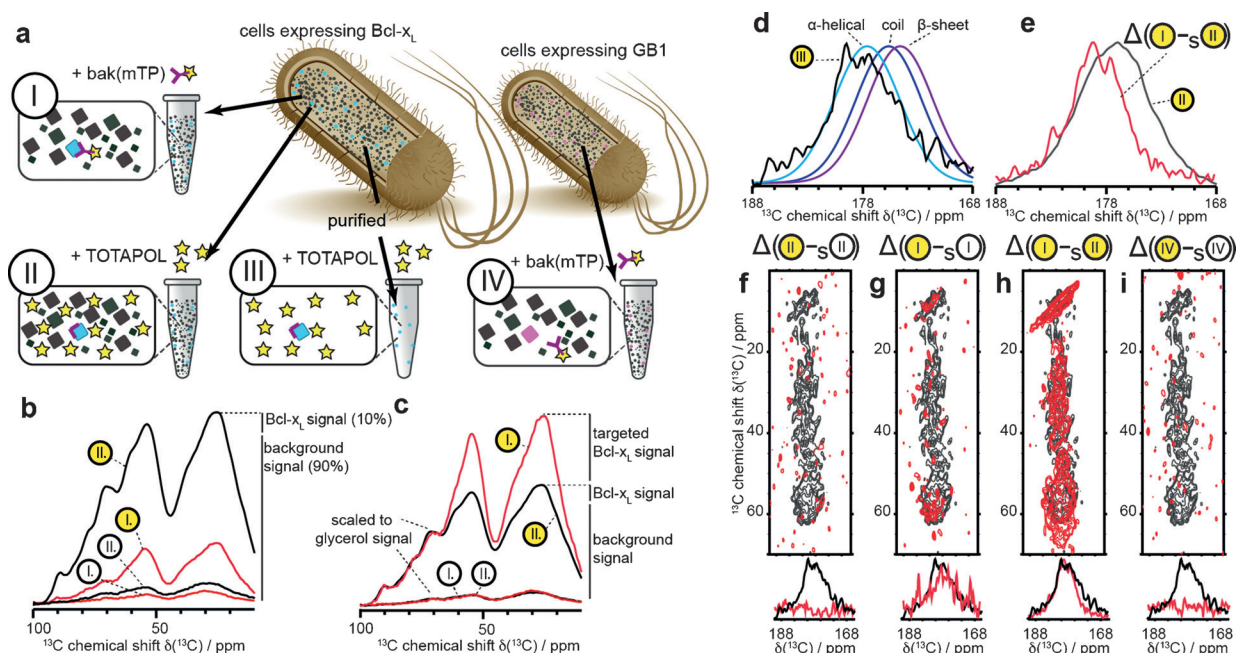 a
cells expressing Bcl-xL
cells expressing GB1
+ bak(mTP)
I
purified
+ TOTAPOL
II
+ TOTAPOL
III
+ bak(mTP)
IV
b
Bcl-xL signal (10%)
background
signal (90%)
II.
I.
II.
I.
100
50
13C chemical shift δ(13C) / ppm
c
I.
targeted
Bcl-xL signal
Bcl-xL signal
II.
background
signal
scaled to
glycerol signal
I.
II.
100
50
13C chemical shift δ(13C) / ppm
d
α-helical
coil
β-sheet
III
188
178
168
13C chemical shift δ(13C) / ppm
e
Δ(I-sII)
II
188
178
168
13C chemical shift δ(13C) / ppm
Δ(II-sII)
Δ(I-sI)
Δ(I-sII)
Δ(IV-sIV)
f
g
h
i
13C chemical shift δ(13C) / ppm
20
40
60
20
40
60
20
40
60
20
40
60
188
168
δ(13C) / ppm
188
168
δ(13C) / ppm
188
168
δ(13C) / ppm
188
168
δ(13C) / ppm